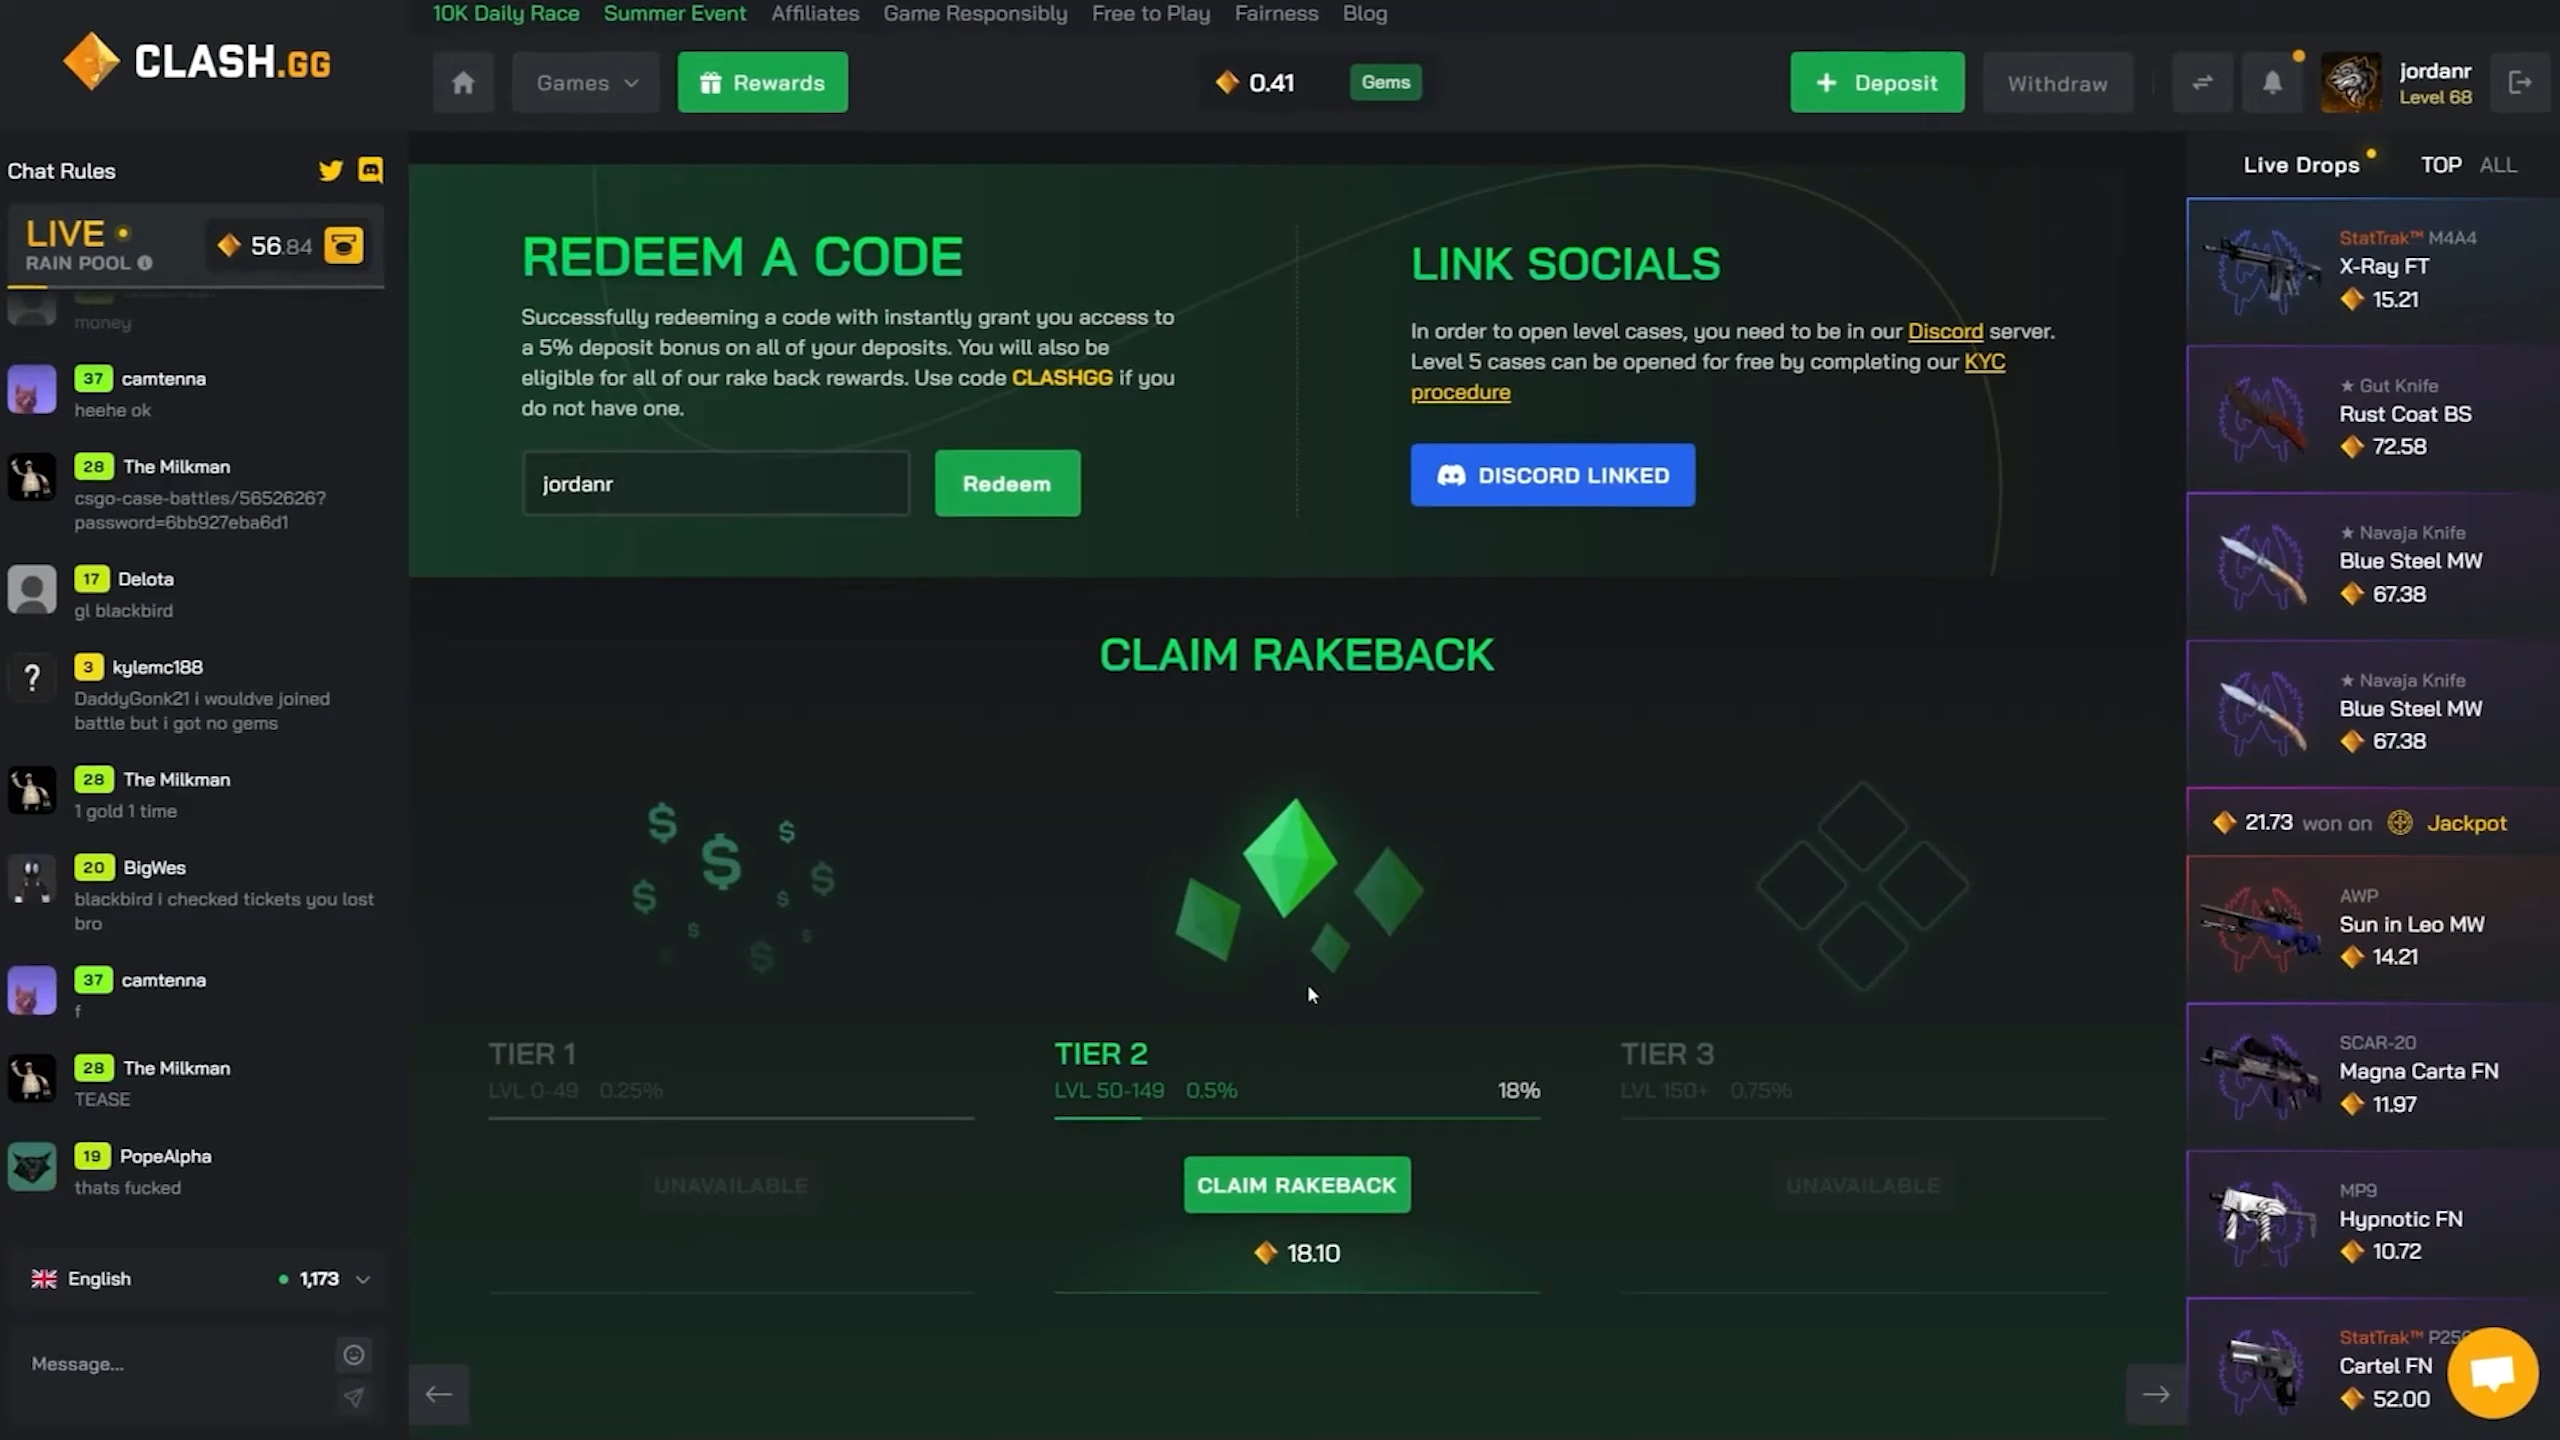 10K Daily Race Summer Event Affiliates Game Responsibly Free to Play Fairness Blog
CLASH.GG
Games
Rewards
0.41
Gems
+ Deposit
Withdraw
jordanr
Level 68
Chat Rules
LIVE
RAIN POOL
56.84
money
37 camtenna
heehe ok
28 The Milkman
csgo-case-battles/5652626?
password=6bb927eba6d1
17 Delota
gl blackbird
?
3 kylemc188
DaddyGonk21 i wouldve joined
battle but i got no gems
28 The Milkman
1 gold 1 time
20 BigWes
blackbird i checked tickets you lost
bro
37 camtenna
f
28 The Milkman
TEASE
19 PopeAlpha
thats fucked
English
1,173
Message...
REDEEM A CODE
Successfully redeeming a code with instantly grant you access to
a 5% deposit bonus on all of your deposits. You will also be
eligible for all of our rake back rewards. Use code CLASHGG if you
do not have one.
jordanr
Redeem
LINK SOCIALS
In order to open level cases, you need to be in our Discord server.
Level 5 cases can be opened for free by completing our KYC
procedure
DISCORD LINKED
CLAIM RAKEBACK
$ $ $ $ $ $ $ $ $
TIER 1
LVL 0-49 0.25%
UNAVAILABLE
TIER 2
LVL 50-149 0.5% 18%
CLAIM RAKEBACK
18.10
TIER 3
LVL 150+ 0.75%
UNAVAILABLE
Live Drops TOP ALL
StatTrak™ M4A4
X-Ray FT
15.21
★ Gut Knife
Rust Coat BS
72.58
★ Navaja Knife
Blue Steel MW
67.38
★ Navaja Knife
Blue Steel MW
67.38
21.73 won on Jackpot
AWP
Sun in Leo MW
14.21
SCAR-20
Magna Carta FN
11.97
MP9
Hypnotic FN
10.72
StatTrak™
Cartel FN
52.00